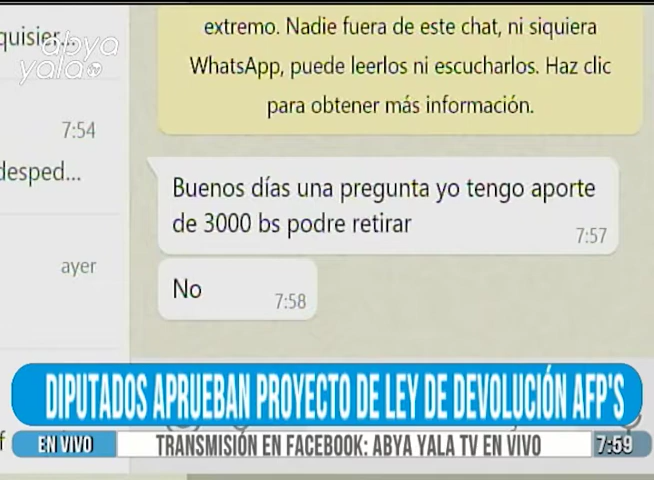 quisier...
abya
yala tv
extremo. Nadie fuera de este chat, ni siquiera
WhatsApp, puede leerlos ni escucharlos. Haz clic
para obtener más información.
7:54
desped...
Buenos días una pregunta yo tengo aporte
de 3000 bs podre retirar
7:57
ayer
No
7:58
DIPUTADOS APRUEBAN PROYECTO DE LEY DE DEVOLUCIÓN AFP'S
EN VIVO
TRANSMISIÓN EN FACEBOOK: ABYA YALA TV EN VIVO
7:59